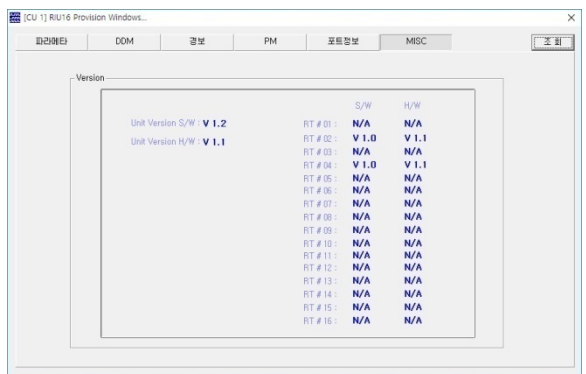 [CU 1] RIU16 Provision Windows...
파라메타 DDM 경보 PM 포트정보 MISC 조 회
Version
S/W H/W
Unit Version S/W : V 1.2
Unit Version H/W : V 1.1
RT # 01 : N/A N/A
RT # 02 : V 1.0 V 1.1
RT # 03 : N/A N/A
RT # 04 : V 1.0 V 1.1
RT # 05 : N/A N/A
RT # 06 : N/A N/A
RT # 07 : N/A N/A
RT # 08 : N/A N/A
RT # 09 : N/A N/A
RT # 10 : N/A N/A
RT # 11 : N/A N/A
RT # 12 : N/A N/A
RT # 13 : N/A N/A
RT # 14 : N/A N/A
RT # 15 : N/A N/A
RT # 16 : N/A N/A